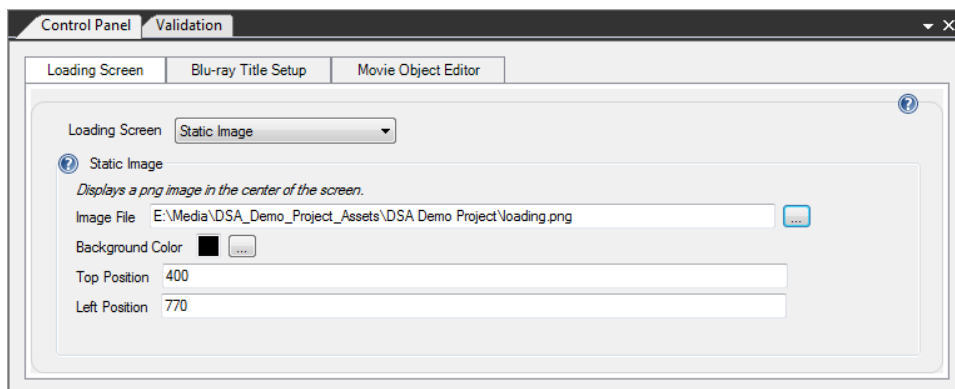 Control Panel Validation
Loading Screen Blu-ray Title Setup Movie Object Editor
Loading Screen Static Image
Static Image
Displays a png image in the center of the screen.
Image File E:\Media\DSA_Demo_Project_Assets\DSA Demo Project\loading.png ...
Background Color ...
Top Position 400
Left Position 770